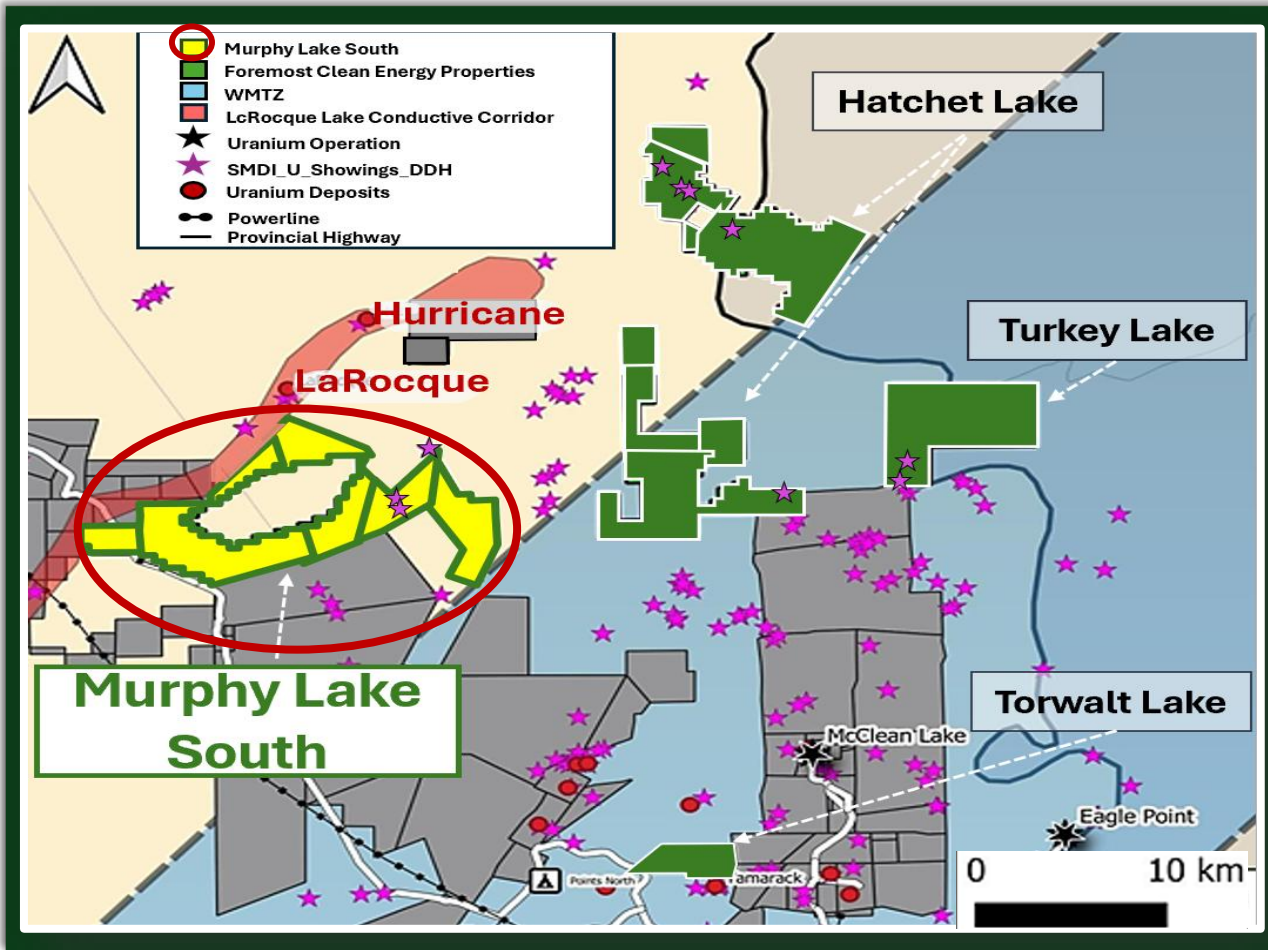 Murphy Lake South
Foremost Clean Energy Properties
WMTZ
LcRocque Lake Conductive Corridor
Uranium Operation
SMDI_U_Showings_DDH
Uranium Deposits
Powerline
Provincial Highway
Hatchet Lake
Hurricane
Turkey Lake
LaRocque
Murphy Lake
South
Torwalt Lake
McClean Lake
Eagle Point
Points North
amarack
0 10 km